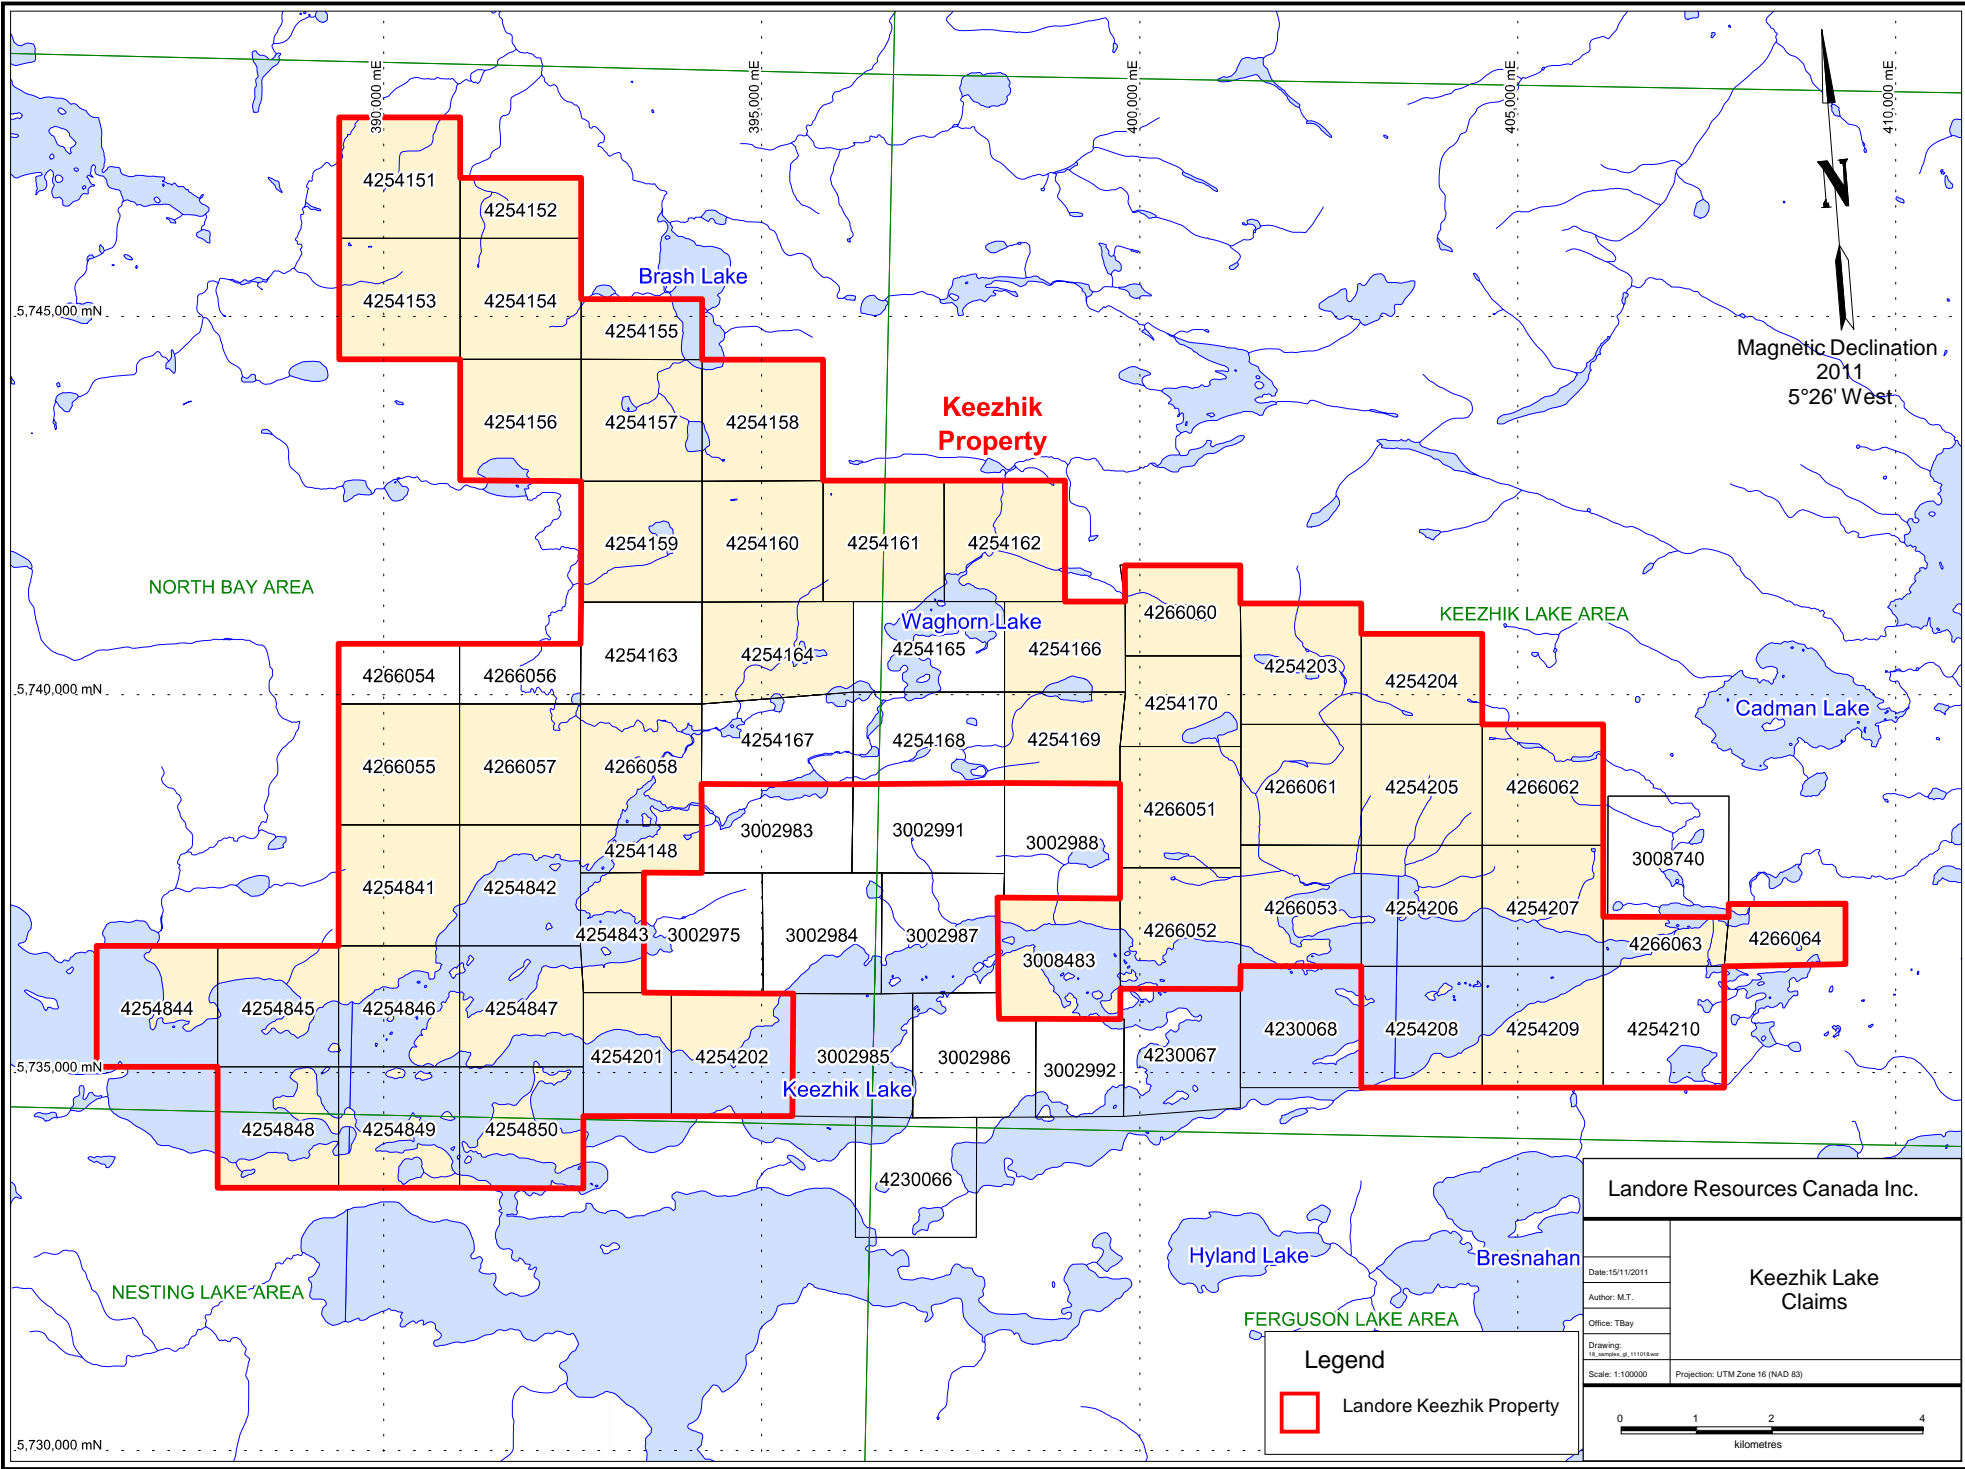 390,000 mE
395,000 mE
400,000 mE
405,000 mE
410,000 mE
N
Magnetic Declination
2011
5°26' West
4254151
4254152
Brash Lake
4254153
4254154
5,745,000 mN
4254155
Keezhik
Property
4254156
4254157
4254158
4254159
4254160
4254161
4254162
NORTH BAY AREA
KEEZHIK LAKE AREA
4266060
Waghorn Lake
4254163
4254164
4254165
4254166
4254203
4266054
4266056
4254204
5,740,000 mN
4254170
Cadman Lake
4254167
4254168
4254169
4266055
4266057
4266058
4266061
4254205
4266062
4266051
3002983
3002991
3002988
4254148
3008740
4254841
4254842
4266053
4254206
4254207
4254843
3002975
3002984
3002987
4266052
4266063
4266064
3008483
4254844
4254845
4254846
4254847
4230068
4254208
4254209
4254210
4254201
4254202
3002985
3002986
4230067
5,735,000 mN
3002992
Keezhik Lake
4254848
4254849
4254850
4230066
Hyland Lake
Bresnahan
NESTING LAKE AREA
FERGUSON LAKE AREA
5,730,000 mN
Legend
Landore Keezhik Property
Landore Resources Canada Inc.
Date:15/11/2011
Author: M.T.
Office: TBay
Drawing:
Scale: 1:100000
Keezhik Lake
Claims
Projection: UTM Zone 16 (NAD 83)
0 1 2 4
kilometres